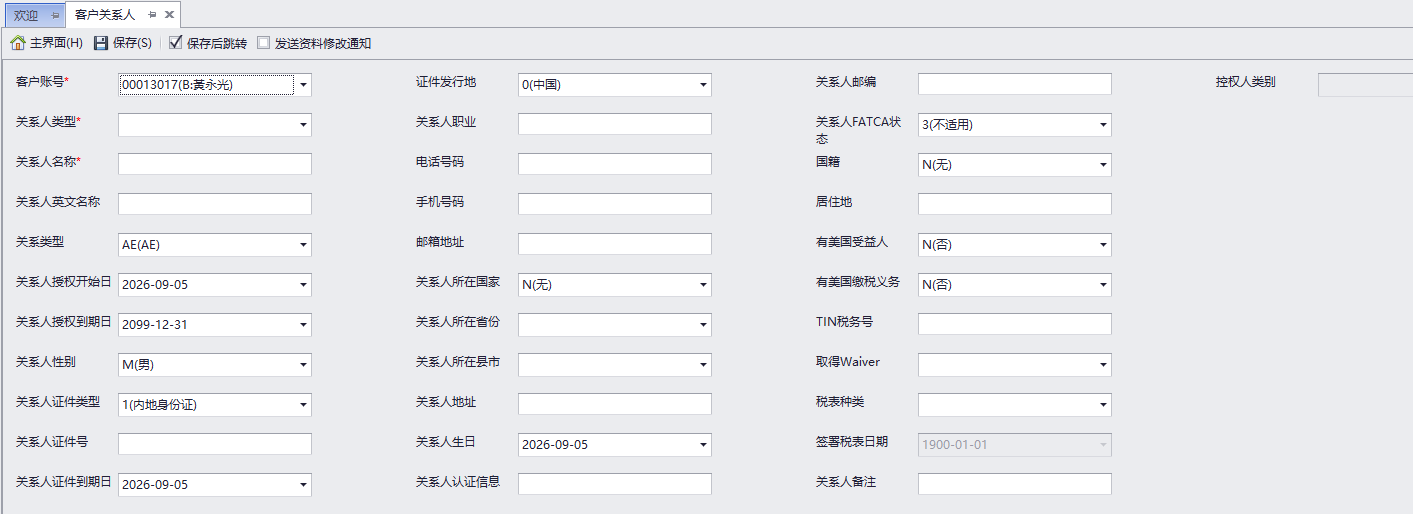 欢迎 客户关系人
主界面(H) 保存(S) 保存后跳转 发送资料修改通知
客户账号* 00013017(B:黃永光) 证件发行地 0(中国) 关系人邮编 控权人类别
关系人类型* 关系人职业 关系人FATCA状 3(不适用)
态
关系人名称* 电话号码 国籍 N(无)
关系人英文名称 手机号码 居住地
关系类型 AE(AE) 邮箱地址 有美国受益人 N(否)
关系人授权开始日 2026-09-05 关系人所在国家 N(无) 有美国缴税义务 N(否)
关系人授权到期日 2099-12-31 关系人所在省份 TIN税务号
关系人性别 M(男) 关系人所在县市 取得Waiver
关系人证件类型 1(内地身份证) 关系人地址 税表种类
关系人证件号 关系人生日 2026-09-05 签署税表日期 1900-01-01
关系人证件到期日 2026-09-05 关系人认证信息 关系人备注